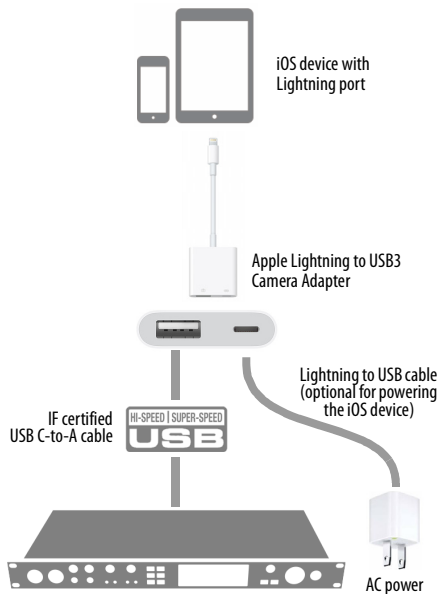 iOS device with
Lightning port
Apple Lightning to USB3
Camera Adapter
Lightning to USB cable
(optional for powering
the iOS device)
IF certified
USB C-to-A cable
HI-SPEED | SUPER-SPEED
USB
AC power